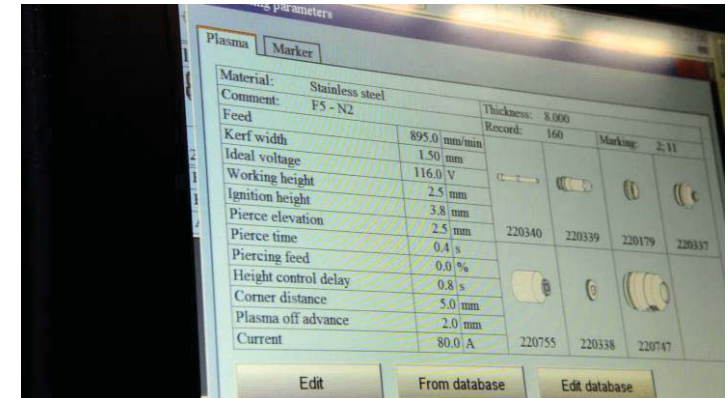 parameters
Plasma Marker
Material: Stainless steel Thickness: 8.000
Comment: F5 - N2 Record: 160 Marking: 2; 11
Feed 895.0 mm/min
Kerf width 1.50 mm
Ideal voltage 116.0 V
Working height 2.5 mm
Ignition height 3.8 mm
Pierce elevation 2.5 mm
Pierce time 0.4 s
Piercing feed 0.0 %
Height control delay 0.8 s
Corner distance 5.0 mm
Plasma off advance 2.0 mm
Current 80.0 A
220340 220339 220179 220337
220755 220338 220747
Edit From database Edit database